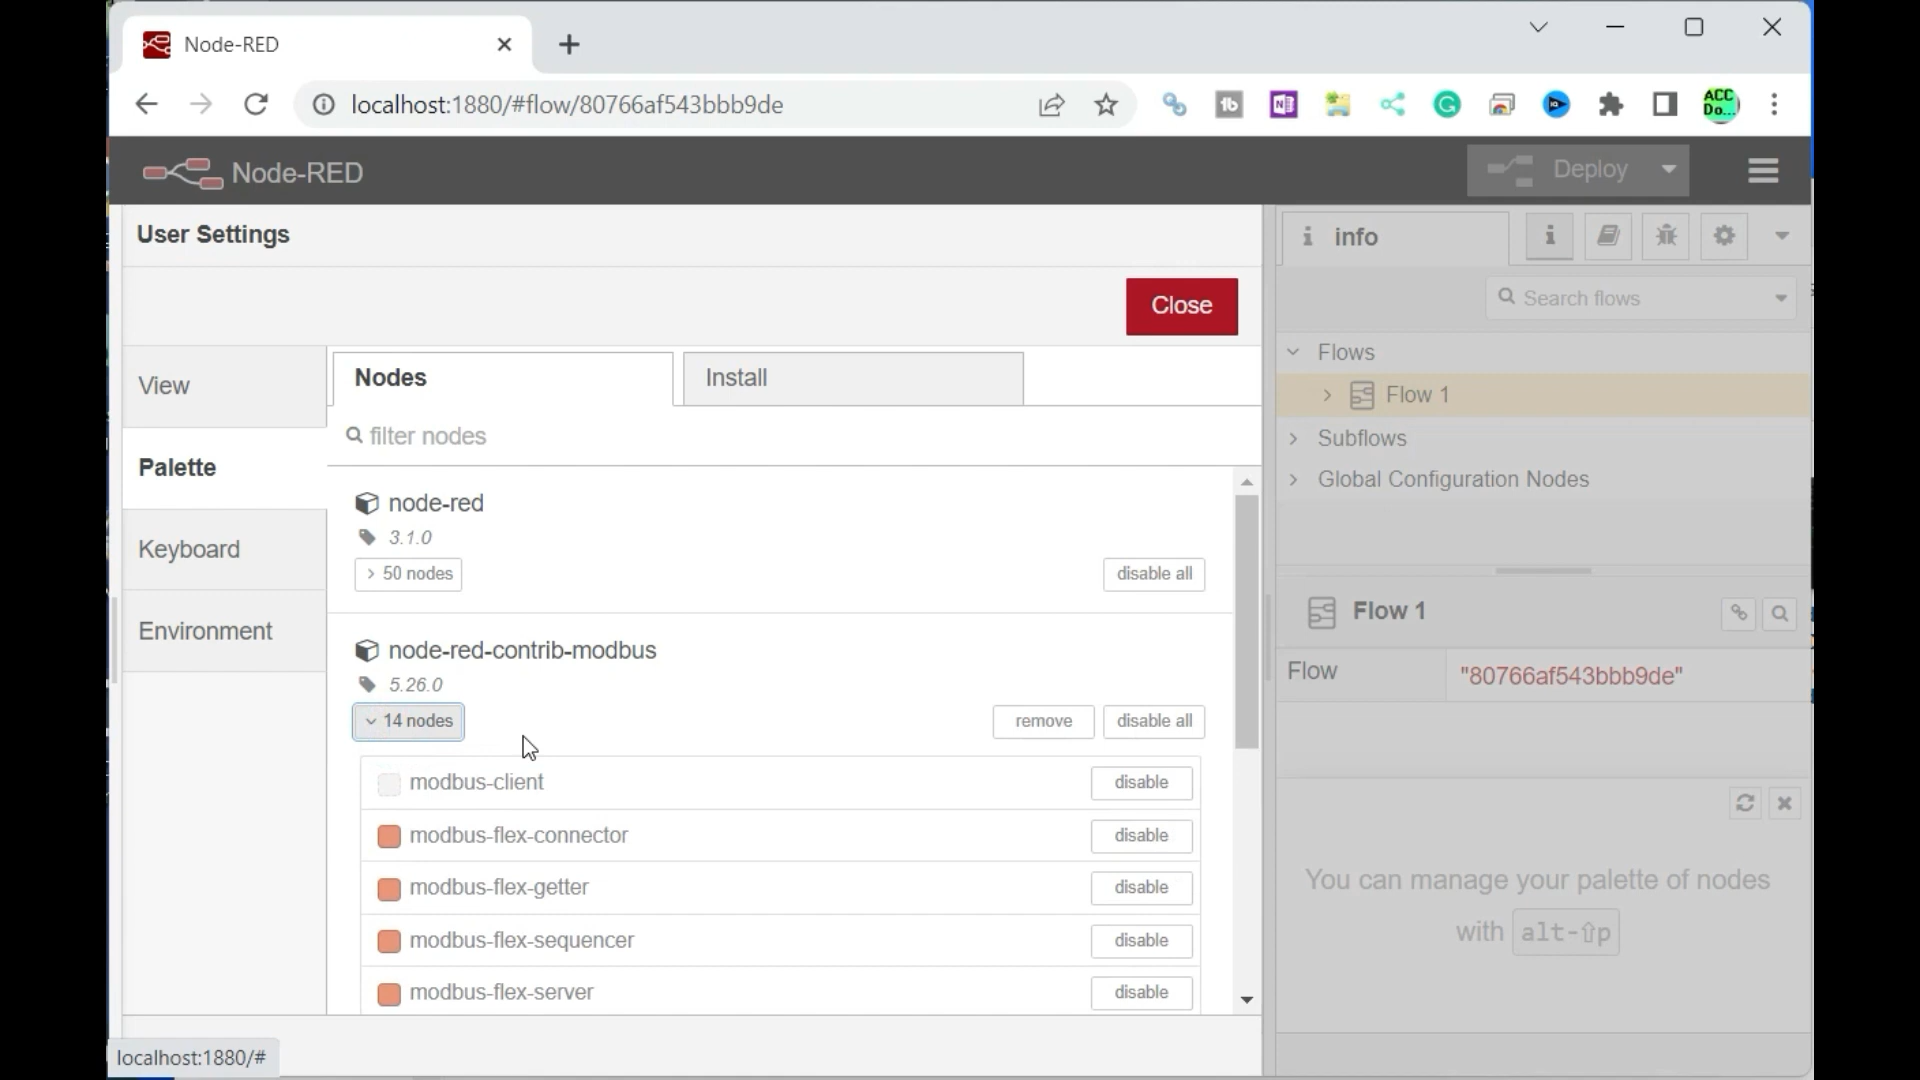 Node-RED
localhost:1880/#flow/80766af543bbb9de
1b
N
G
ACC
Do...
Node-RED
Deploy
User Settings
Close
View
Palette
Keyboard
Environment
Nodes
Install
filter nodes
node-red
3.1.0
50 nodes
disable all
node-red-contrib-modbus
5.26.0
14 nodes
remove
disable all
modbus-client
disable
modbus-flex-connector
disable
modbus-flex-getter
disable
modbus-flex-sequencer
disable
modbus-flex-server
disable
i info
i
Search flows
Flows
Flow 1
Subflows
Global Configuration Nodes
Flow 1
Flow
"80766af543bbb9de"
You can manage your palette of nodes
with alt-⇧p
localhost:1880/#